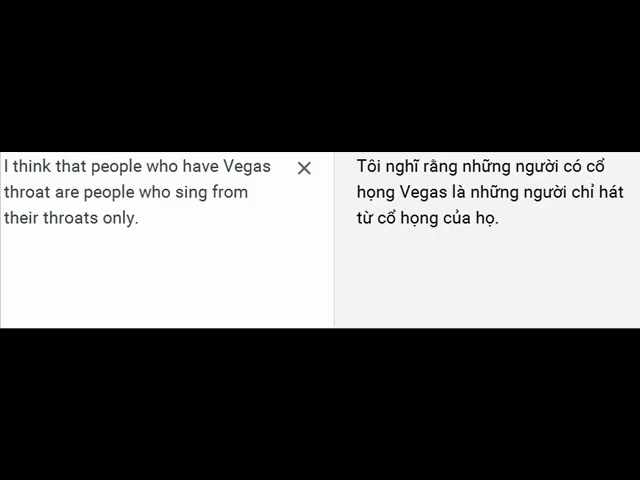 I think that people who have Vegas
throat are people who sing from
their throats only.
Tôi nghĩ rằng những người có cổ
họng Vegas là những người chỉ hát
từ cổ họng của họ.